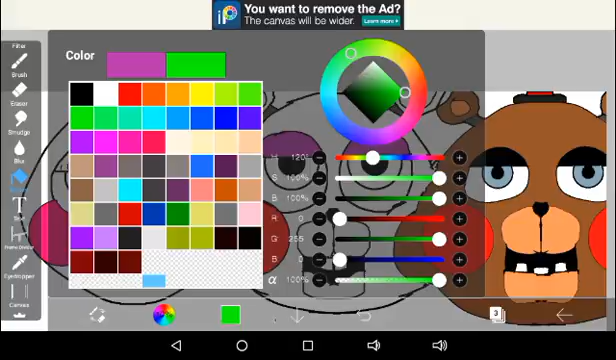 iP
You want to remove the Ad?
The canvas will be wider.
Learn more
Filter
Brush
Eraser
Smudge
Blur
Text
Frame Divider
Eyedropper
Canvas
Color
H 120°
S 100%
B 100%
R 0
G 255
B 0
α 100%
3